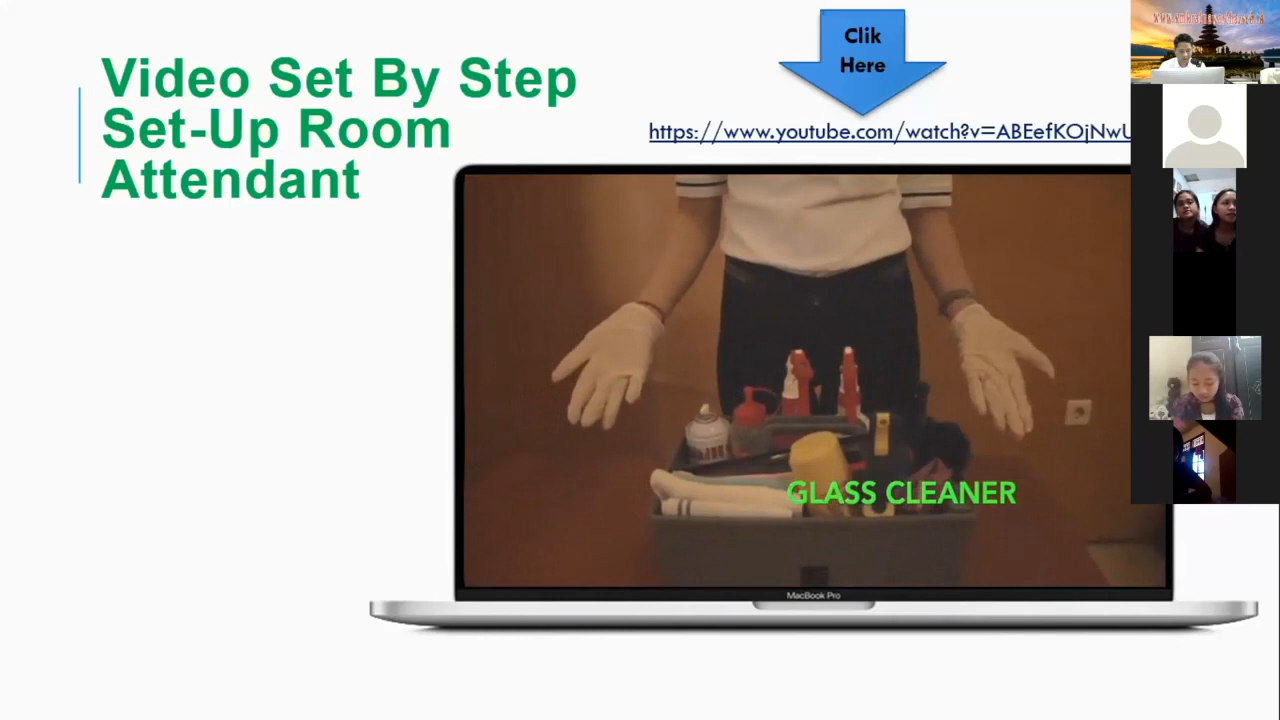 Video Set By Step
Set-Up Room
Attendant
Clik
Here
https://www.youtube.com/watch?v=ABEefKOjNw
GLASS CLEANER
MacBook Pro